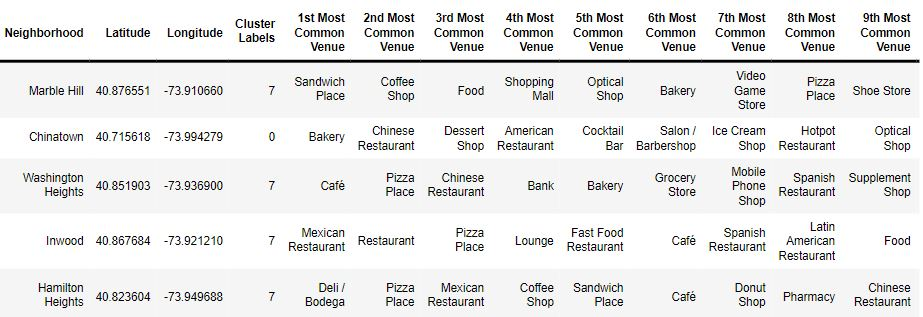 Neighborhood Latitude Longitude Cluster Labels 1st Most Common Venue 2nd Most Common Venue 3rd Most Common Venue 4th Most Common Venue 5th Most Common Venue 6th Most Common Venue 7th Most Common Venue 8th Most Common Venue 9th Most Common Venue
Marble Hill 40.876551 -73.910660 7 Sandwich Place Coffee Shop Food Shopping Mall Optical Shop Bakery Video Game Store Pizza Place Shoe Store
Chinatown 40.715618 -73.994279 0 Bakery Chinese Restaurant Dessert Shop American Restaurant Cocktail Bar Salon / Barbershop Ice Cream Shop Hotpot Restaurant Optical Shop
Washington Heights 40.851903 -73.936900 7 Café Pizza Place Chinese Restaurant Bank Bakery Grocery Store Mobile Phone Shop Spanish Restaurant Supplement Shop
Inwood 40.867684 -73.921210 7 Mexican Restaurant Restaurant Pizza Place Lounge Fast Food Restaurant Café Spanish Restaurant Latin American Restaurant Food
Hamilton Heights 40.823604 -73.949688 7 Deli / Bodega Pizza Place Mexican Restaurant Coffee Shop Sandwich Place Café Donut Shop Pharmacy Chinese Restaurant